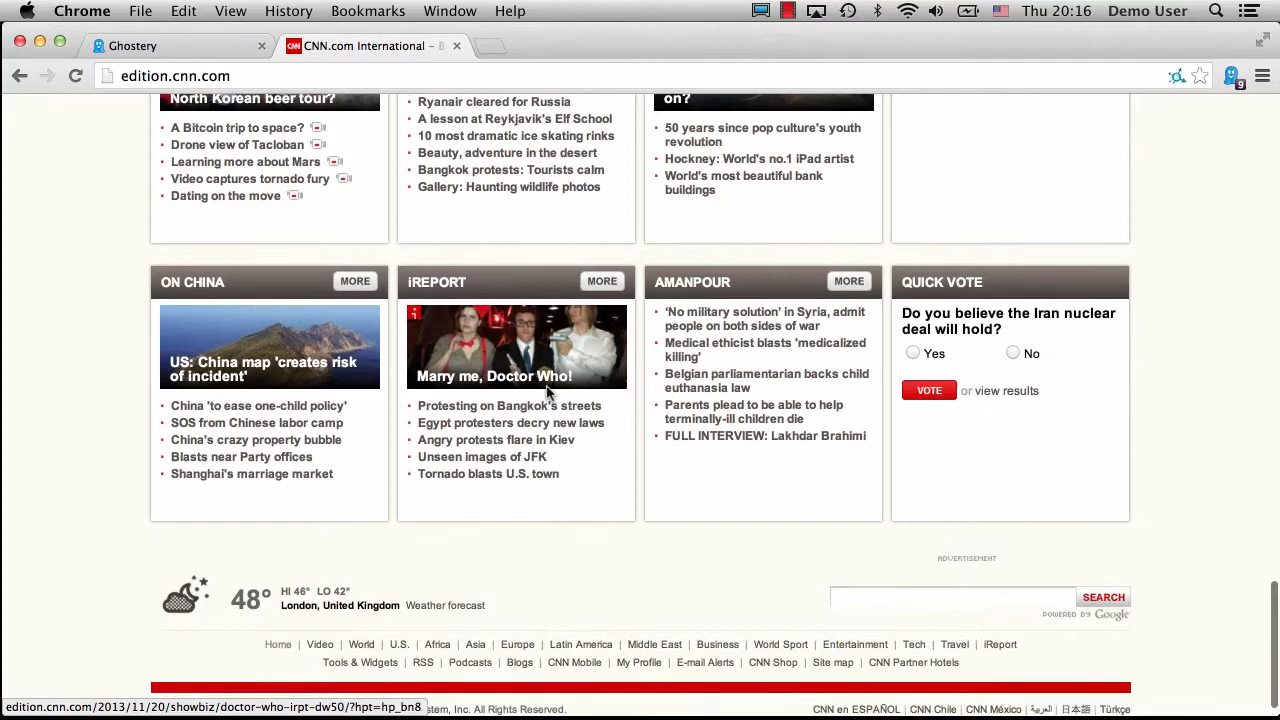 Chrome File Edit View History Bookmarks Window Help Thu 20:16 Demo User
Ghostery
CNN CNN.com International – B
edition.cnn.com
9
North Korean beer tour?
A Bitcoin trip to space?
Drone view of Tacloban
Learning more about Mars
Video captures tornado fury
Dating on the move
Ryanair cleared for Russia
A lesson at Reykjavik's Elf School
10 most dramatic ice skating rinks
Beauty, adventure in the desert
Bangkok protests: Tourists calm
Gallery: Haunting wildlife photos
on?
50 years since pop culture's youth
revolution
Hockney: World's no.1 iPad artist
World's most beautiful bank
buildings
ON CHINA MORE
US: China map 'creates risk
of incident'
China 'to ease one-child policy'
SOS from Chinese labor camp
China's crazy property bubble
Blasts near Party offices
Shanghai's marriage market
iREPORT MORE
Marry me, Doctor Who!
Protesting on Bangkok's streets
Egypt protesters decry new laws
Angry protests flare in Kiev
Unseen images of JFK
Tornado blasts U.S. town
AMANPOUR MORE
‘No military solution’ in Syria, admit
people on both sides of war
Medical ethicist blasts 'medicalized
killing'
Belgian parliamentarian backs child
euthanasia law
Parents plead to be able to help
terminally-ill children die
FULL INTERVIEW: Lakhdar Brahimi
QUICK VOTE
Do you believe the Iran nuclear
deal will hold?
Yes No
VOTE or view results
ADVERTISEMENT
48° HI 46° LO 42°
London, United Kingdom Weather forecast
SEARCH
POWERED BY Google
Home | Video | World | U.S. | Africa | Asia | Europe | Latin America | Middle East | Business | World Sport | Entertainment | Tech | Travel | iReport
Tools & Widgets | RSS | Podcasts | Blogs | CNN Mobile | My Profile | E-mail Alerts | CNN Shop | Site map | CNN Partner Hotels
edition.cnn.com/2013/11/20/showbiz/doctor-who-irpt-dw50/?hpt=hp_bn8
stem, Inc. All Rights Reserved. CNN en ESPAÑOL | CNN Chile | CNN México | العربية | 日本語 | Türkçe